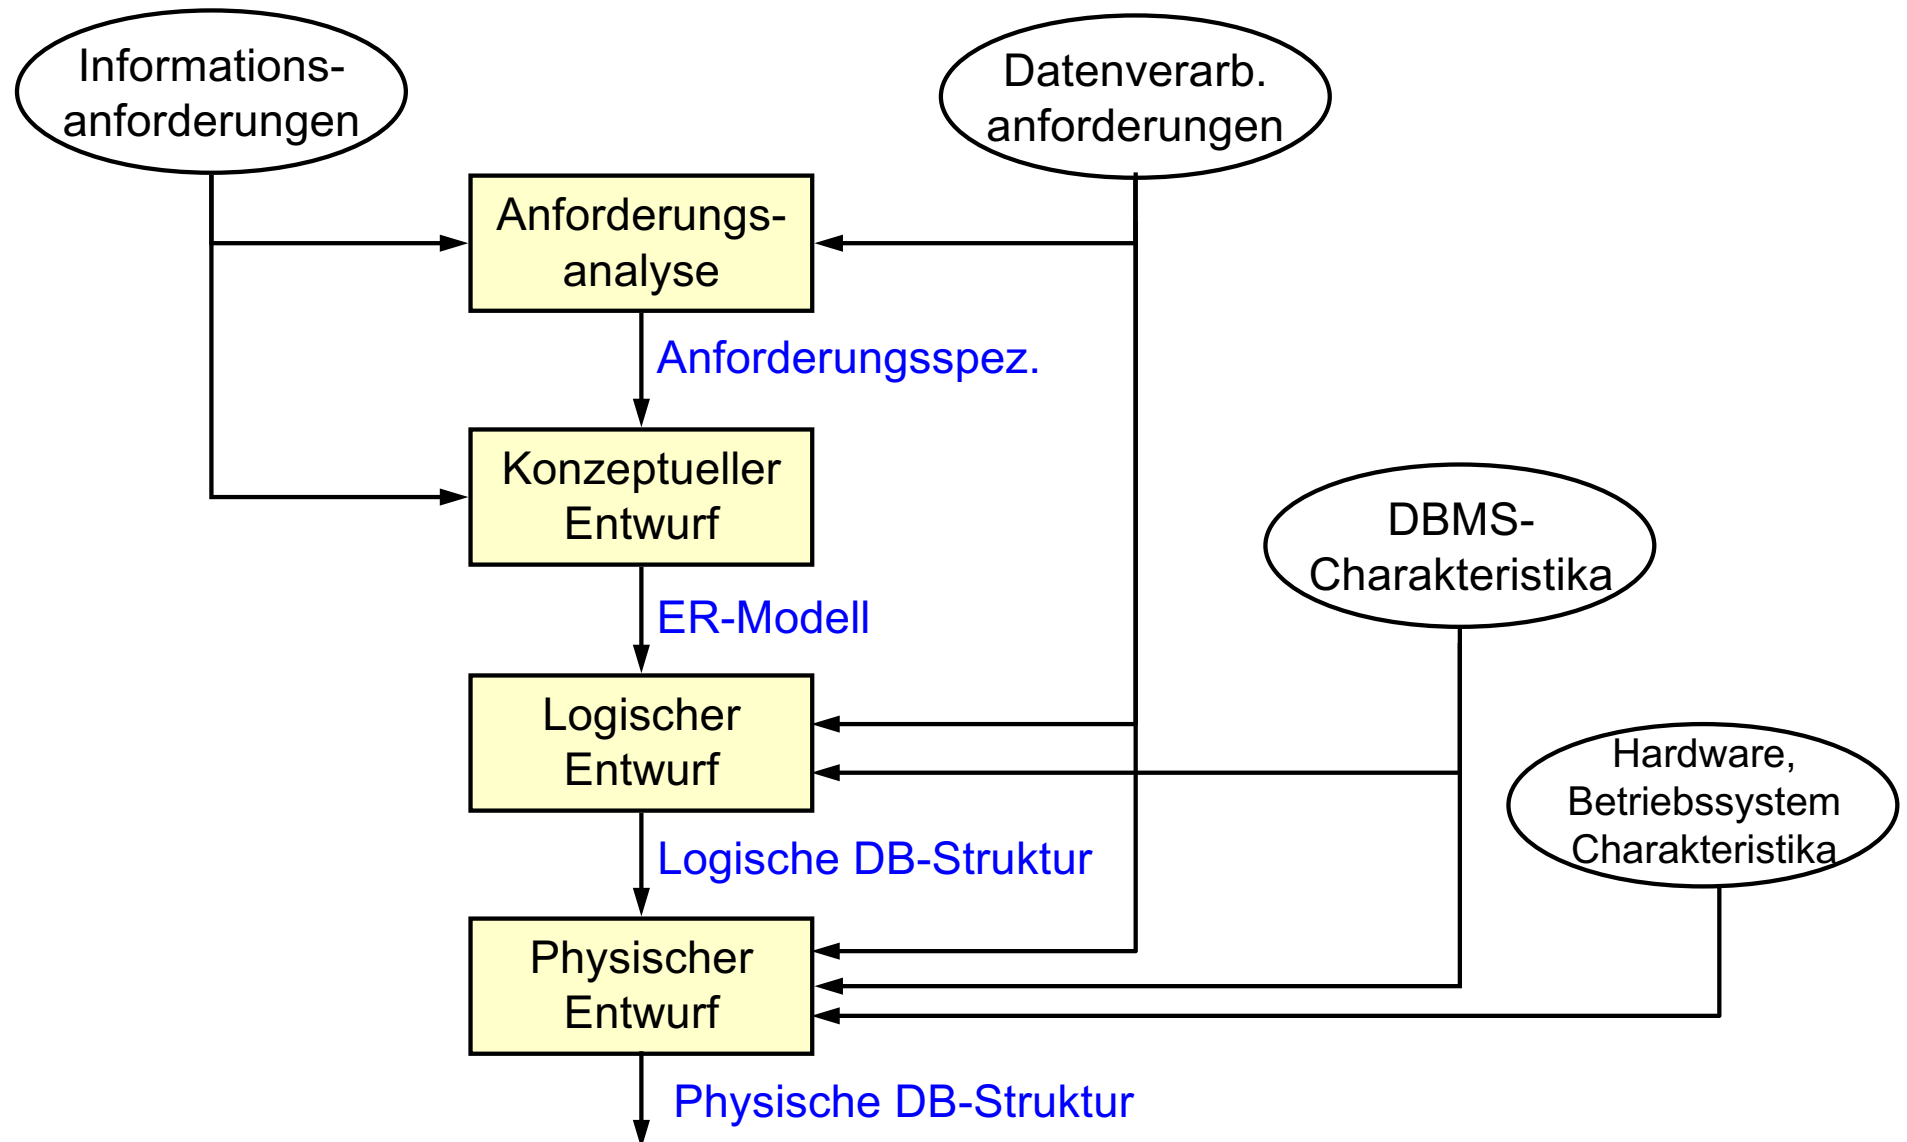 Informations-
anforderungen
Datenverarb.
anforderungen
Anforderungs-
analyse
Anforderungsspez.
Konzeptueller
Entwurf
DBMS-
Charakteristika
ER-Modell
Logischer
Entwurf
Hardware,
Betriebssystem
Charakteristika
Logische DB-Struktur
Physischer
Entwurf
Physische DB-Struktur